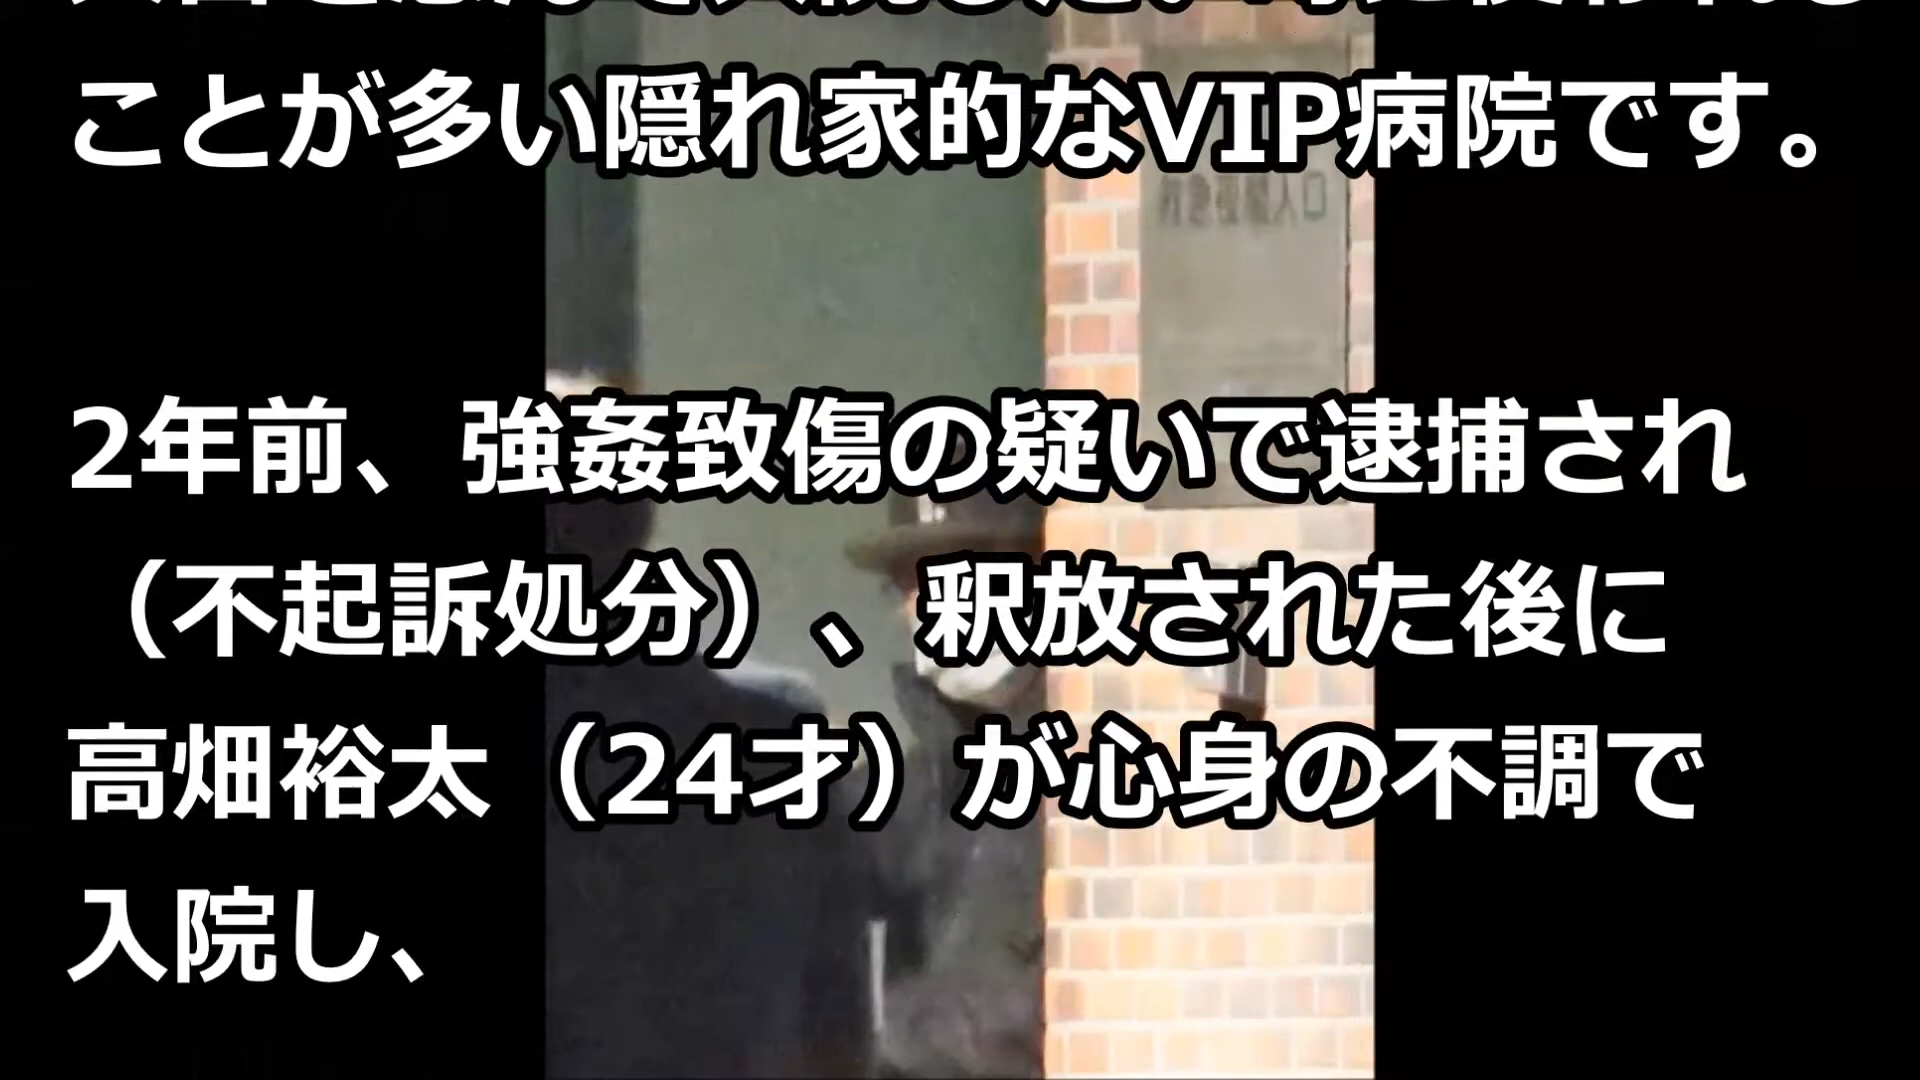 ことが多い隠れ家的なVIP病院です。
2年前、強姦致傷の疑いで逮捕され
（不起訴処分）、釈放された後に
高畑裕太（24才）が心身の不調で
入院し、